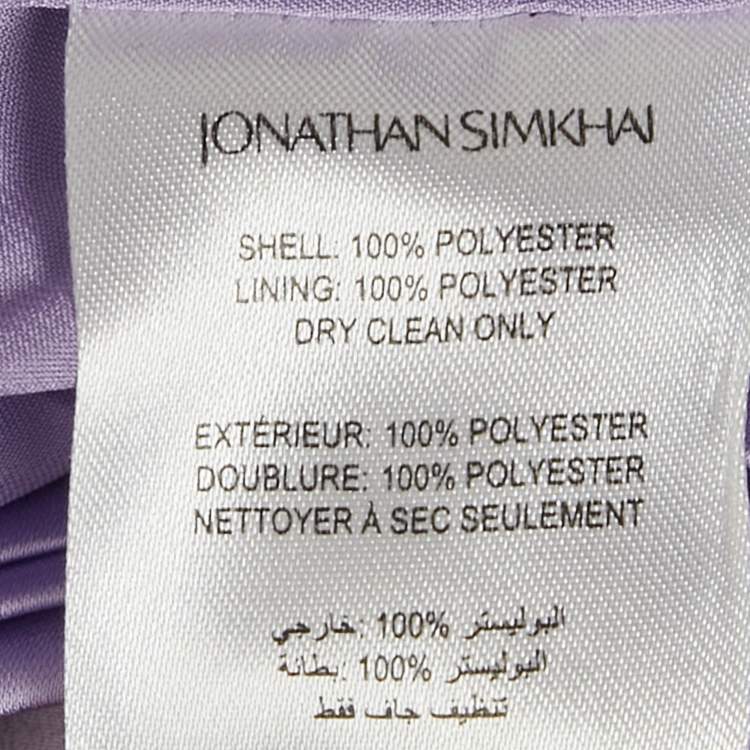 JONATHAN SIMKHAI
SHELL: 100% POLYESTER
LINING: 100% POLYESTER
DRY CLEAN ONLY
EXTÉRIEUR: 100% POLYESTER
DOUBLURE: 100% POLYESTER
NETTOYER À SEC SEULEMENT
خارجي: 100% البوليستر
بطانة: 100% البوليستر
تنظيف جاف فقط